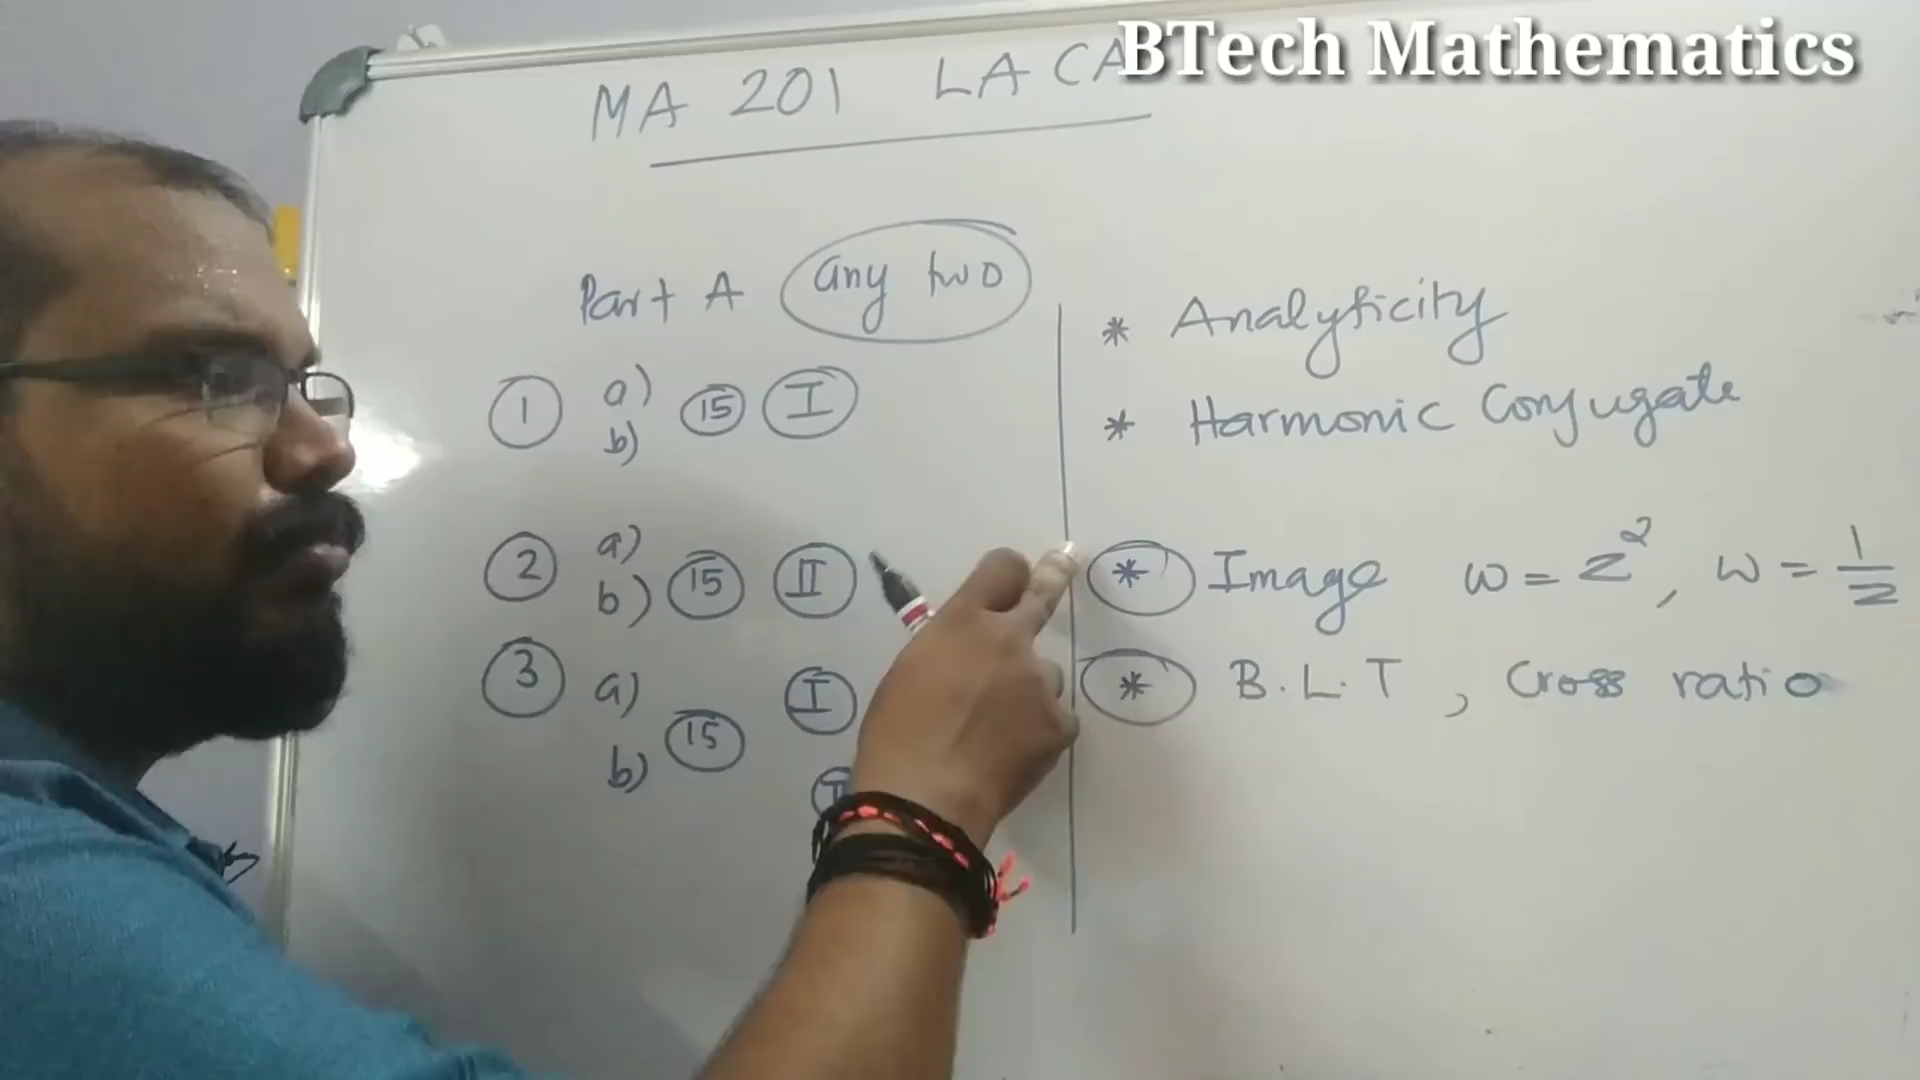 BTech Mathematics
MA 201 LA CA
Part A any two
1 a) 15 I
b)
2 a)
b) 15 II
3 a) I
b) 15
* Analyticity
* Harmonic Conjugate
* Image w = z², w = 1/z
* B.L.T, Cross ratio